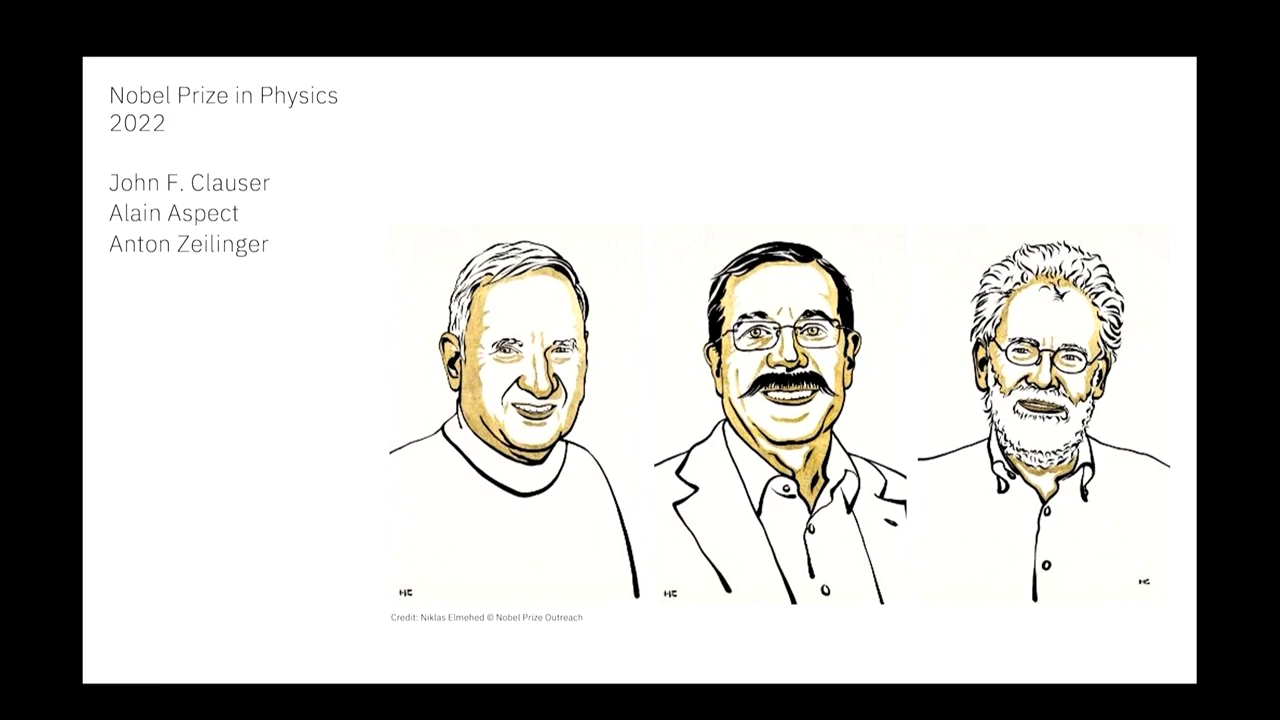 Nobel Prize in Physics
2022
John F. Clauser
Alain Aspect
Anton Zeilinger
Credit: Niklas Elmehed © Nobel Prize Outreach